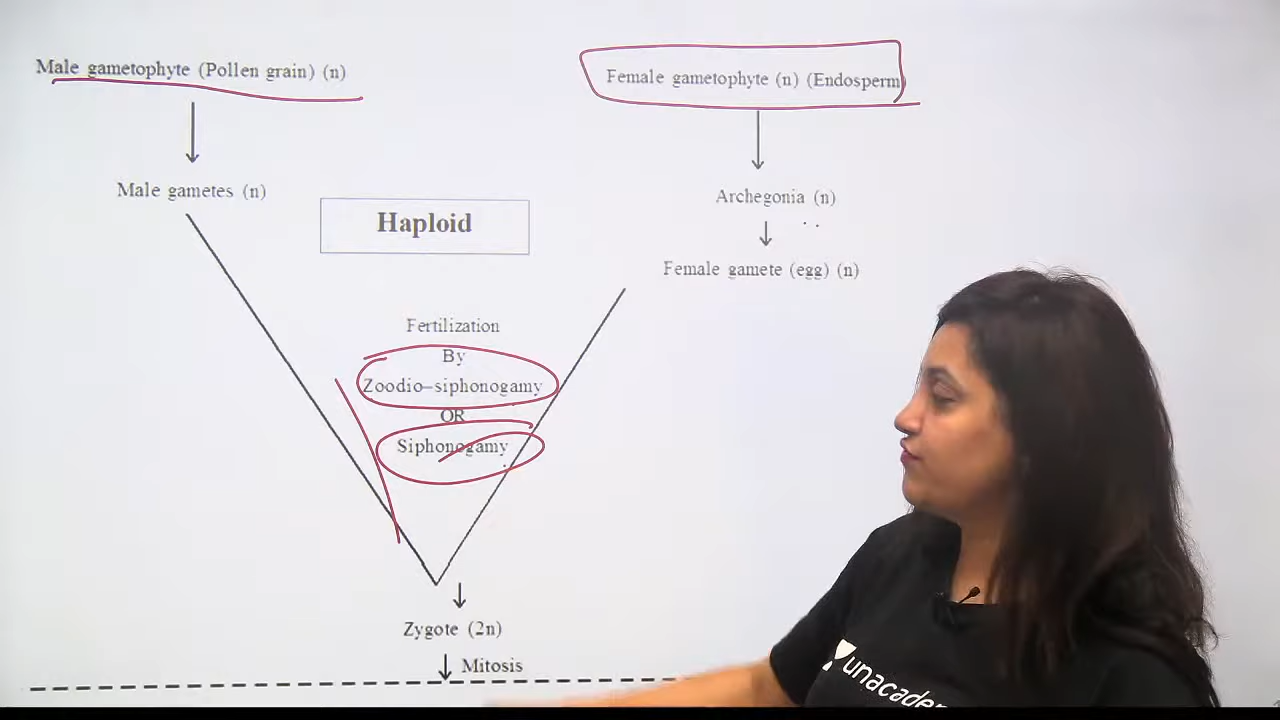 Male gametophyte (Pollen grain) (n)
Female gametophyte (n) (Endosperm
Male gametes (n)
Archegonia (n)
Haploid
Female gamete (egg) (n)
Fertilization
By
Zoodio-siphonogamy
OR
Siphonogamy
Zygote (2n)
Mitosis
unacade